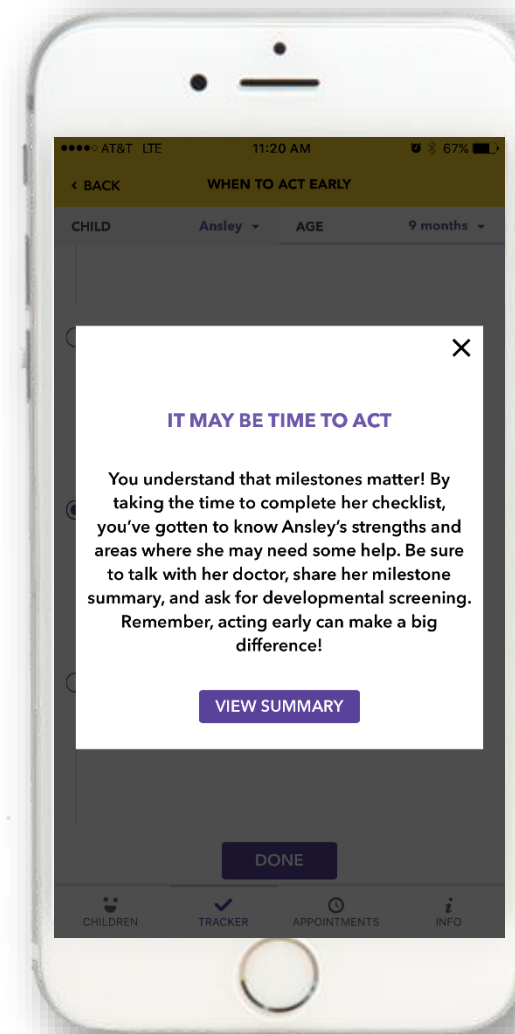 AT&T LTE 11:20 AM 67%
< BACK WHEN TO ACT EARLY
CHILD Ansley AGE 9 months
IT MAY BE TIME TO ACT
You understand that milestones matter! By
taking the time to complete her checklist,
you've gotten to know Ansley's strengths and
areas where she may need some help. Be sure
to talk with her doctor, share her milestone
summary, and ask for developmental screening.
Remember, acting early can make a big
difference!
VIEW SUMMARY
DONE
CHILDREN TRACKER APPOINTMENTS INFO